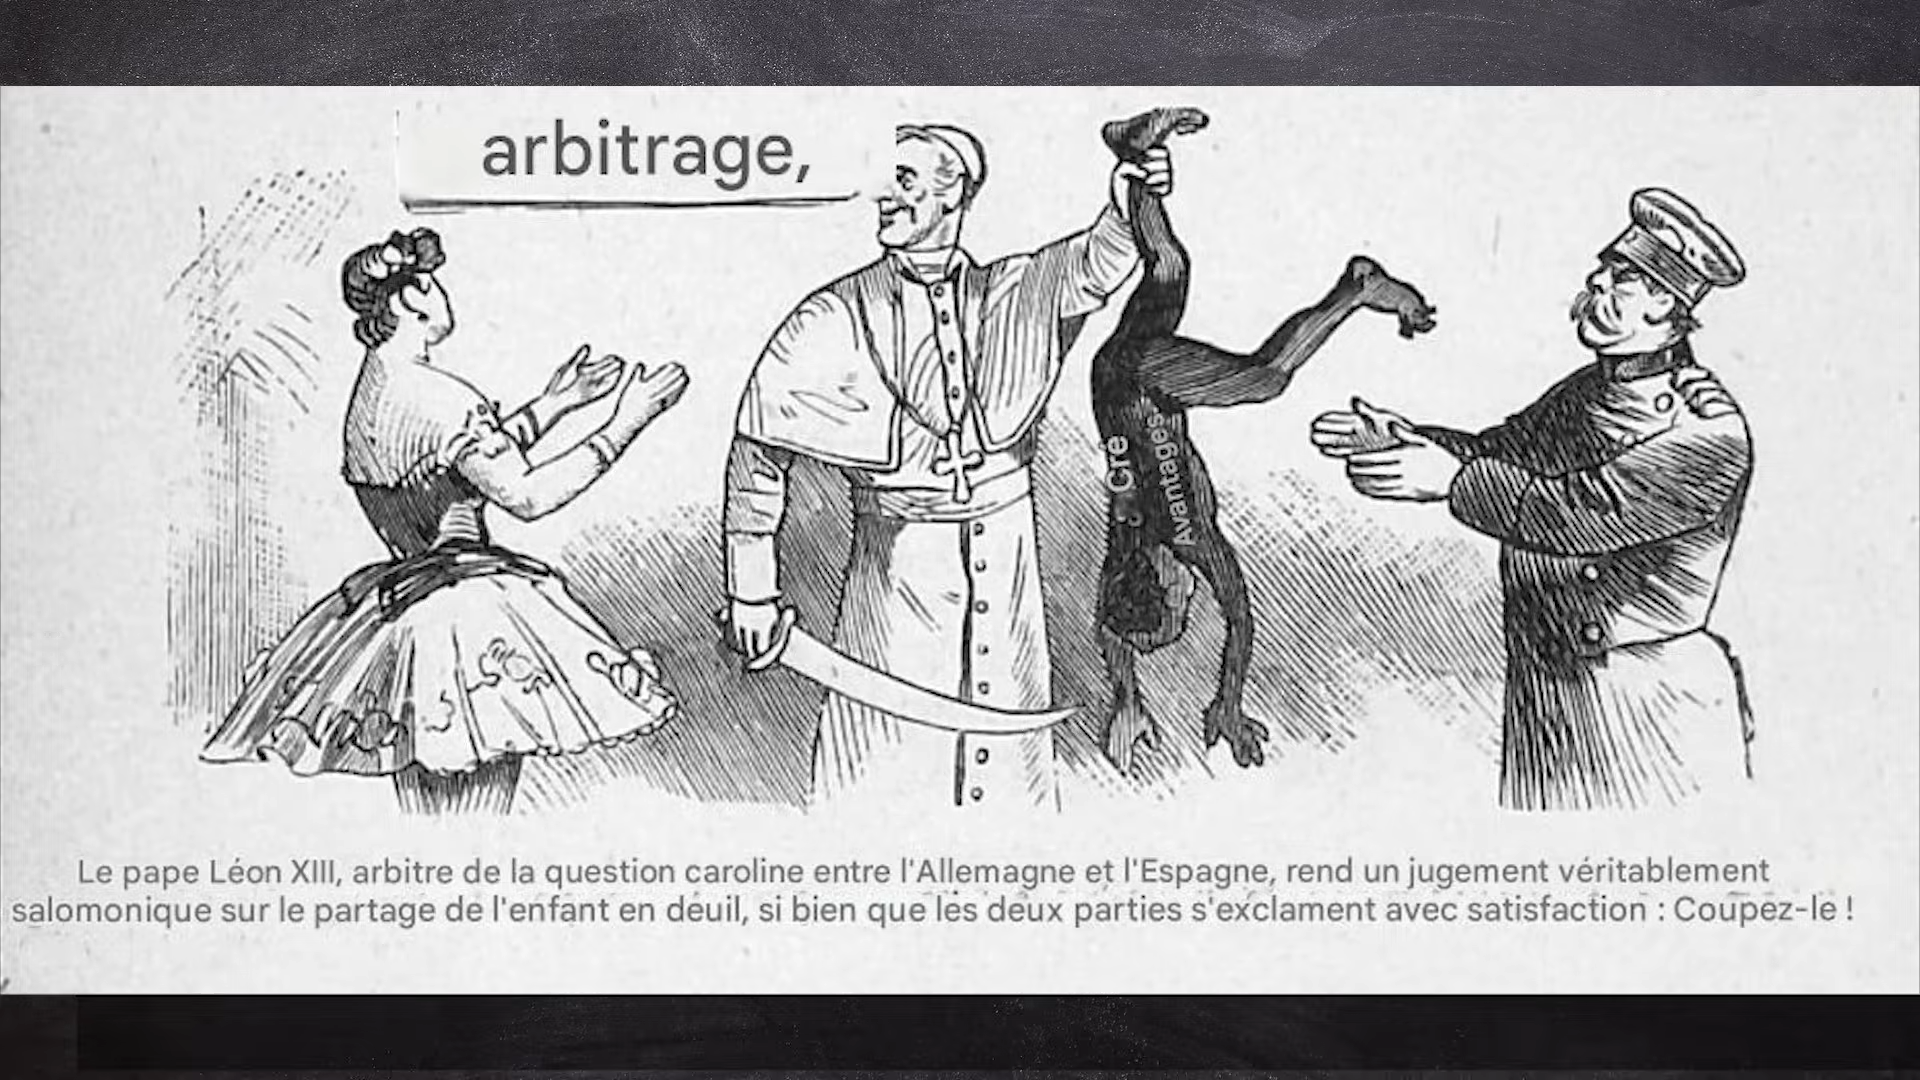 arbitrage,
Cré
Avantages
Le pape Léon XIII, arbitre de la question caroline entre l'Allemagne et l'Espagne, rend un jugement véritablement
salomonique sur le partage de l'enfant en deuil, si bien que les deux parties s'exclament avec satisfaction : Coupez-le !